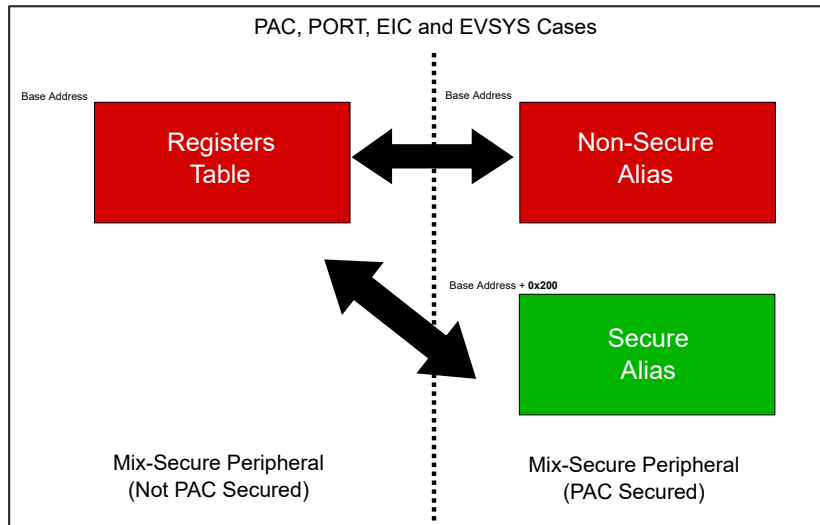 PAC, PORT, EIC and EVSYS Cases
Base Address
Registers
Table
Mix-Secure Peripheral
(Not PAC Secured)
Base Address
Non-Secure
Alias
Base Address + 0x200
Secure
Alias
Mix-Secure Peripheral
(PAC Secured)